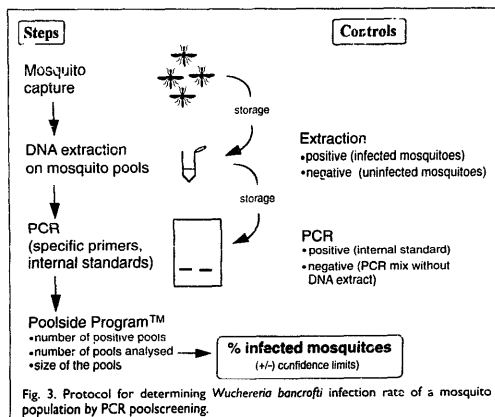 Steps
Controls
Mosquito
capture
storage
DNA extraction
on mosquito pools
Extraction
•positive (infected mosquitoes)
•negative (uninfected mosquitoes)
storage
PCR
(specific primers,
internal standards)
PCR
•positive (internal standard)
•negative (PCR mix without
DNA extract)
Poolside Program™
•number of positive pools
•number of pools analysed
•size of the pools
% infected mosquitoes
(+/-) confidence limits)
Fig. 3. Protocol for determining Wuchereria bancrofti infection rate of a mosquito
population by PCR poolscreening.